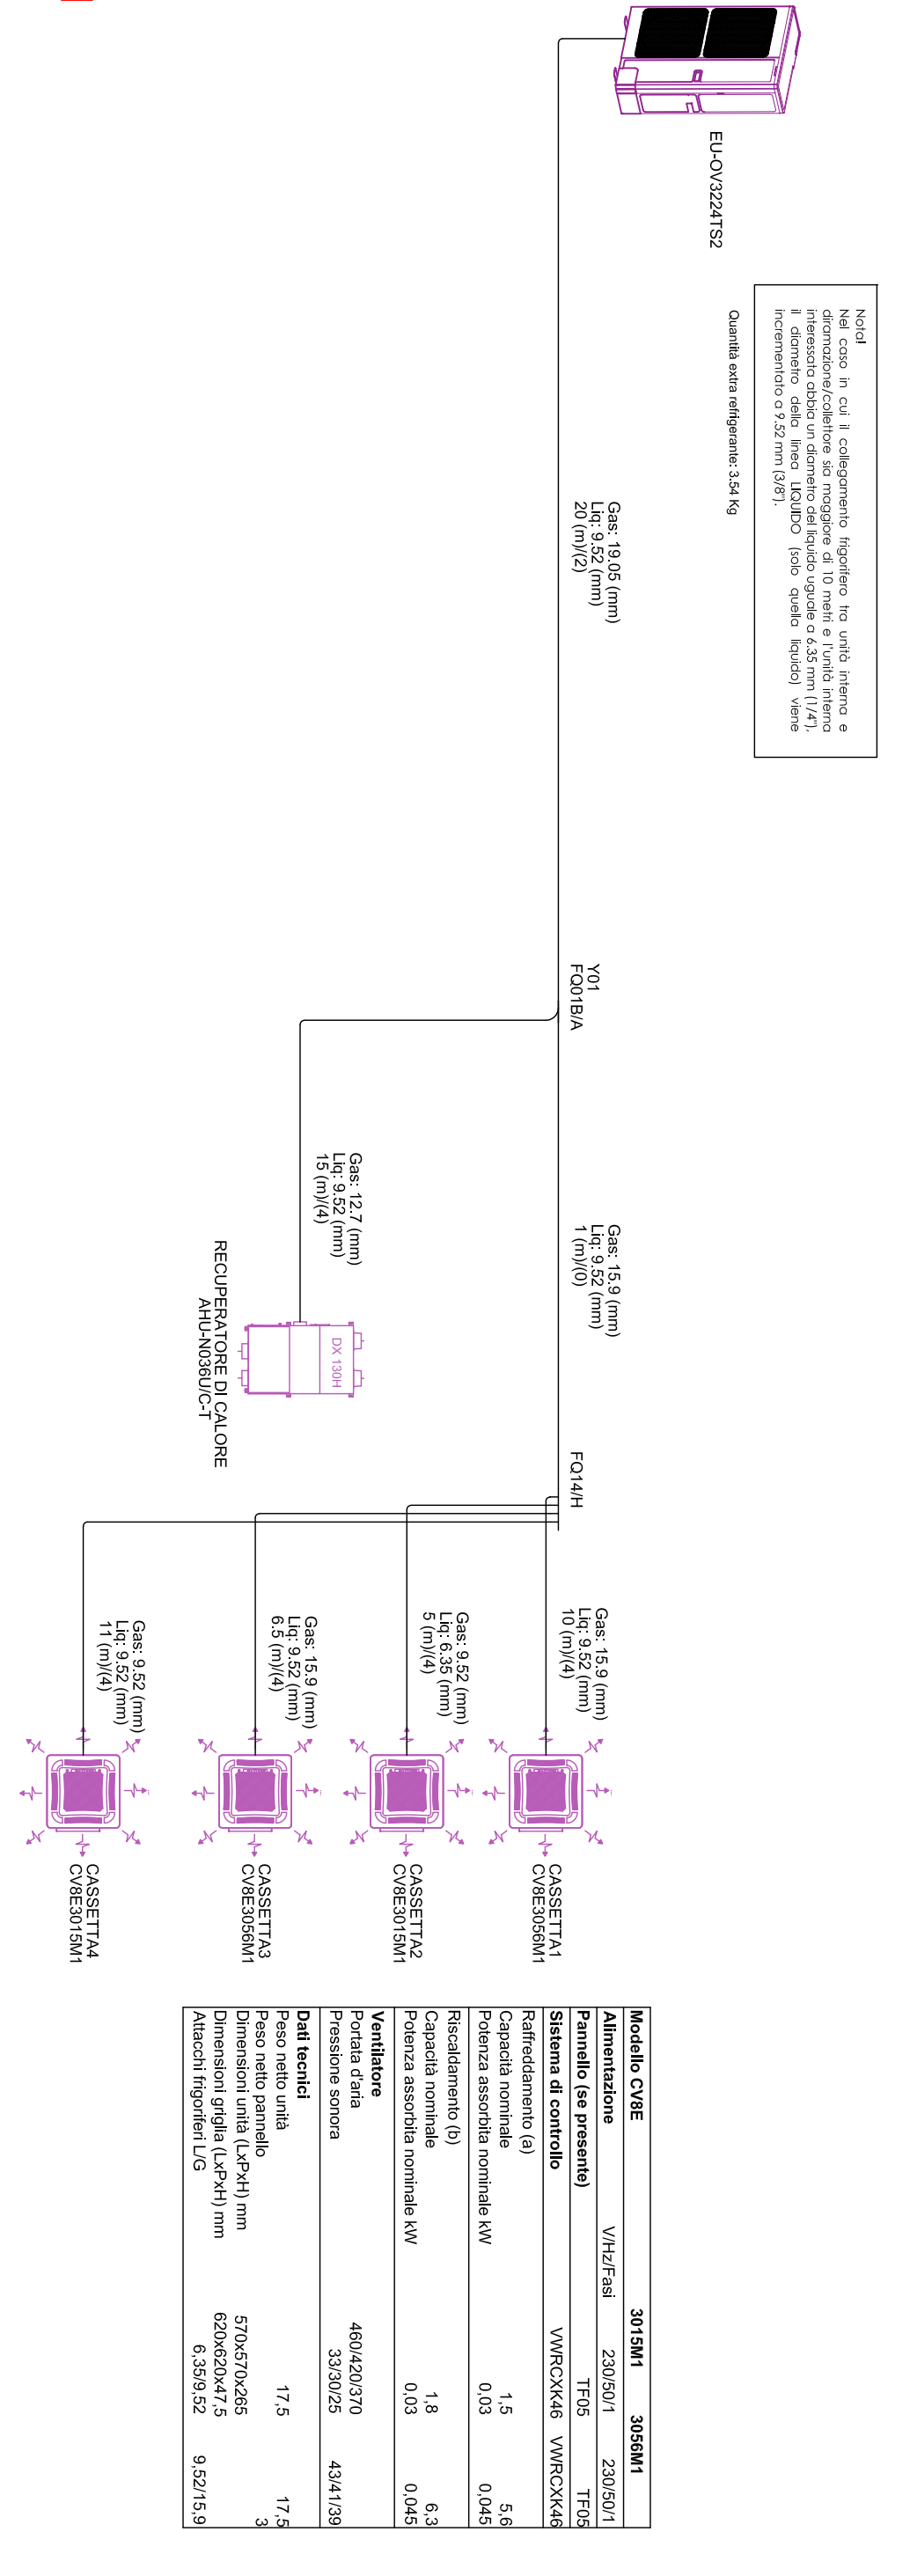 EU-OV3224TS2
Nota!
Nel caso in cui il collegamento frigorifero tra unità interna e
diramazione/collettore sia maggiore di 10 metri e l'unità interna
interessata abbia un diametro del liquido uguale a 6.35 mm (1/4"),
il diametro della linea LIQUIDO (solo quella liquido) viene
incrementato a 9.52 mm (3/8").
Quantità extra refrigerante: 3.54 Kg
Gas: 19.05 (mm)
Liq: 9.52 (mm)
20 (m)/(2)
Y01
FQ01B/A
Gas: 12.7 (mm)
Liq: 9.52 (mm)
15 (m)/(4)
DX 130H
RECUPERATORE DI CALORE
AHU-N036U/C-T
Gas: 15.9 (mm)
Liq: 9.52 (mm)
1 (m)/(0)
FQ14/H
Gas: 15.9 (mm)
Liq: 9.52 (mm)
10 (m)/(4)
CASSETTA1
CV8E3056M1
Gas: 9.52 (mm)
Liq: 6.35 (mm)
5 (m)/(4)
CASSETTA2
CV8E3015M1
Gas: 15.9 (mm)
Liq: 9.52 (mm)
6.5 (m)/(4)
CASSETTA3
CV8E3056M1
Gas: 9.52 (mm)
Liq: 9.52 (mm)
11 (m)/(4)
CASSETTA4
CV8E3015M1
Modello CV8E 3015M1 3056M1
Alimentazione V/Hz/Fasi 230/50/1 230/50/1
Pannello (se presente) TF05 TF05
Sistema di controllo VWRCXK46 VWRCXK46
Raffreddamento (a)
Capacità nominale 1,5 5,6
Potenza assorbita nominale kW 0,03 0,045
Riscaldamento (b)
Capacità nominale 1,8 6,3
Potenza assorbita nominale kW 0,03 0,045
Ventilatore
Portata d'aria 460/420/370
Pressione sonora 33/30/25 43/41/39
Dati tecnici
Peso netto unità 17,5 17,5
Peso netto pannello 3
Dimensioni unità (LxPxH) mm 570x570x265
Dimensioni griglia (LxPxH) mm 620x620x47,5
Attacchi frigoriferi L/G 6,35/9,52 9,52/15,9